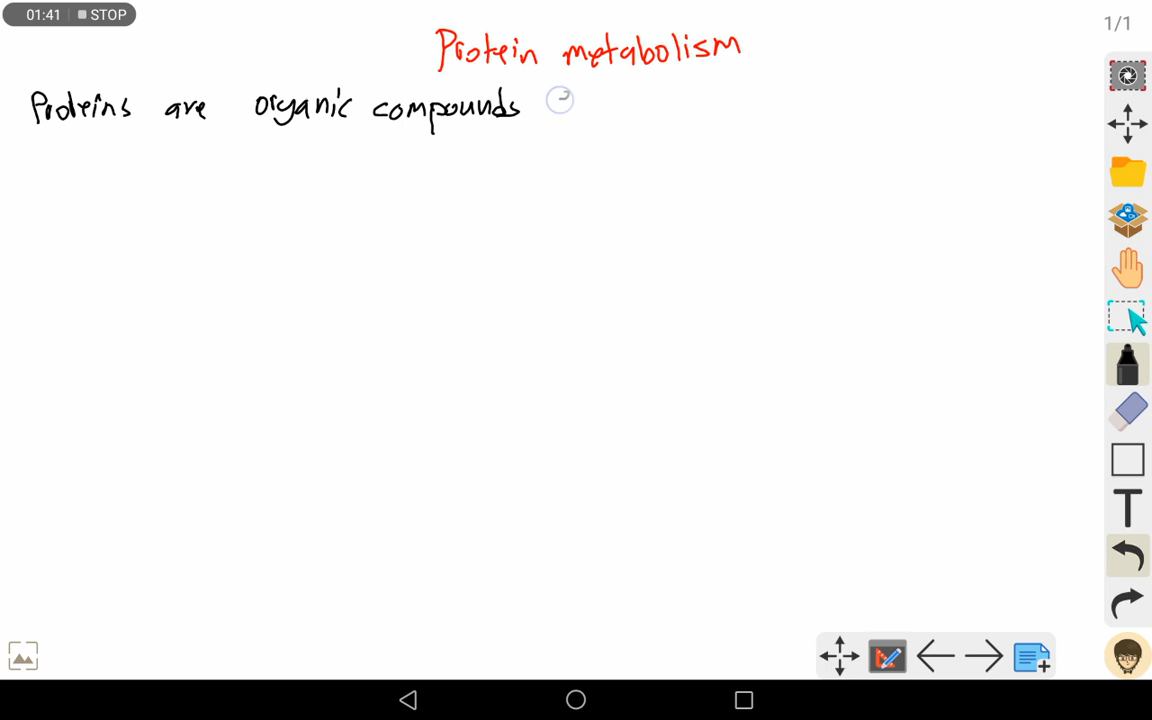 01:41 STOP
1/1
Protein metabolism
Proteins are organic compounds
T